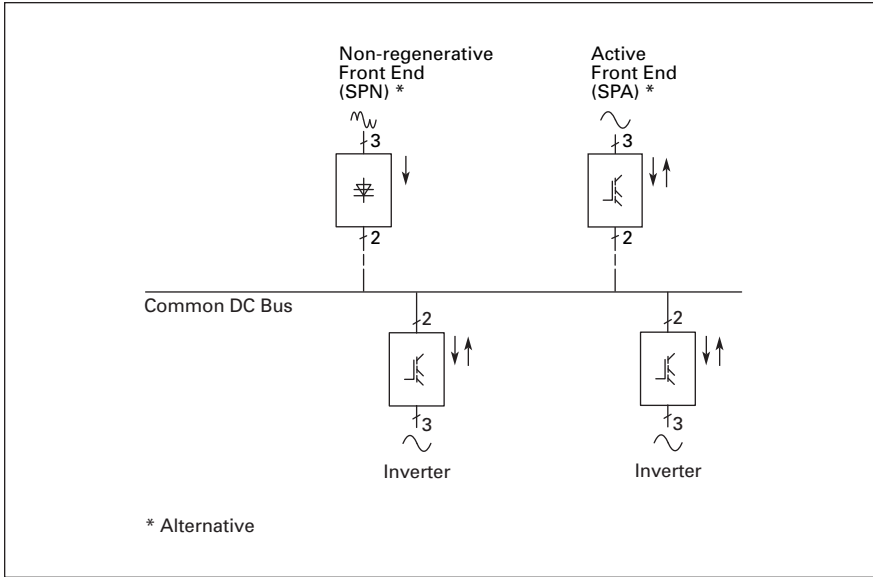 Non-regenerative
Front End
(SPN) *
Active
Front End
(SPA) *
3
3
2
2
Common DC Bus
2
2
3
3
Inverter
Inverter
* Alternative